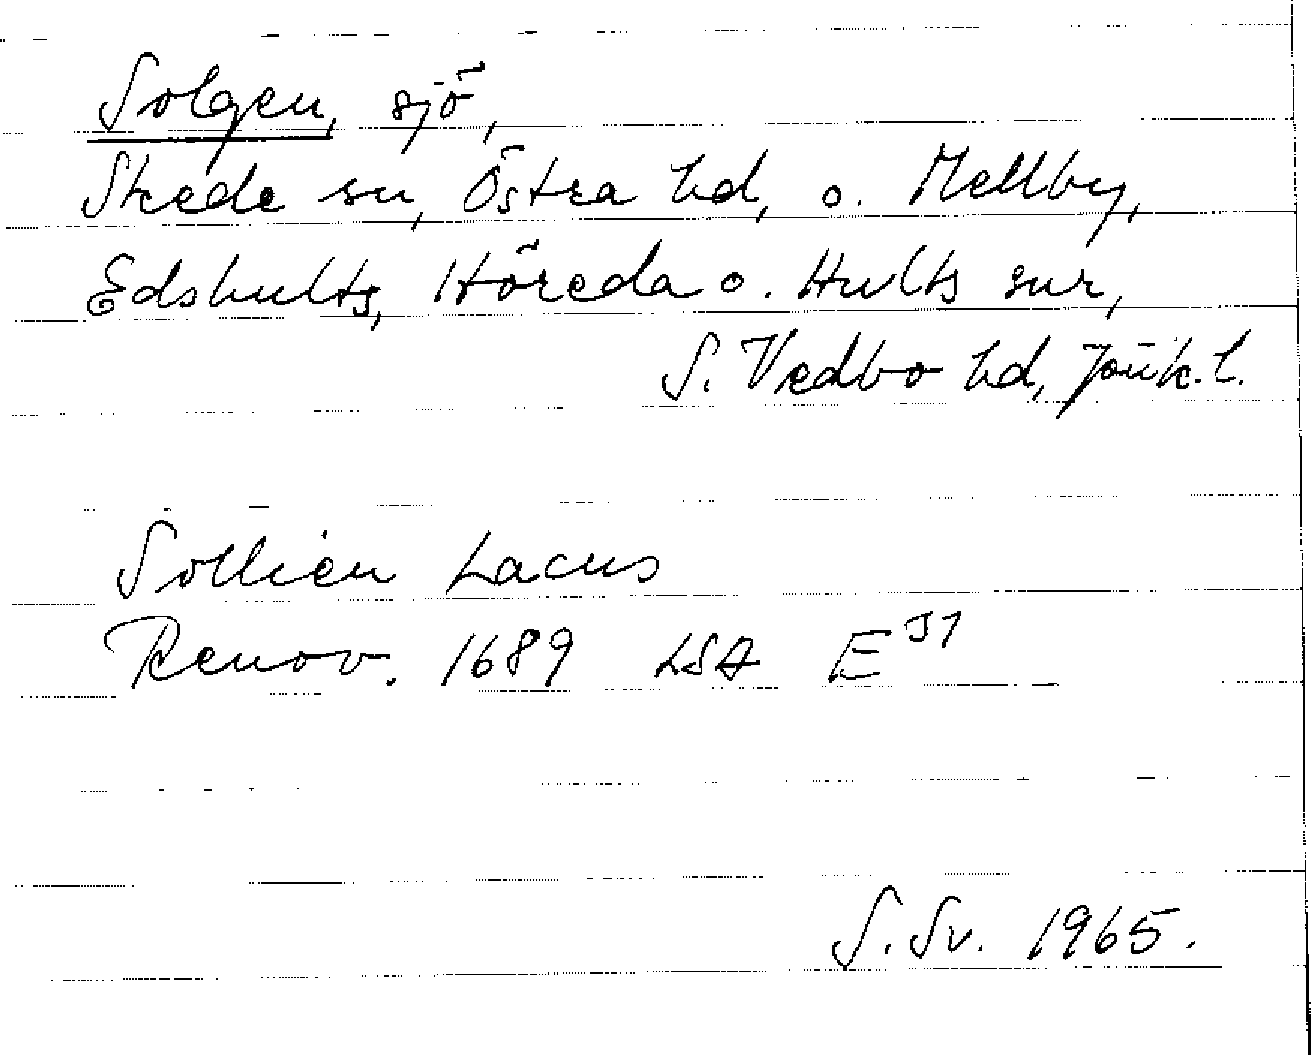 Solgen, sjö,
Skede sn, Östra hd, o. Mellby,
Edshults, Höreda o. Hults snr,
S. Vedbo hd, Jönk. l.
Sollien Lacus
Renov. 1689 LSA E 51
S. Sv. 1965.